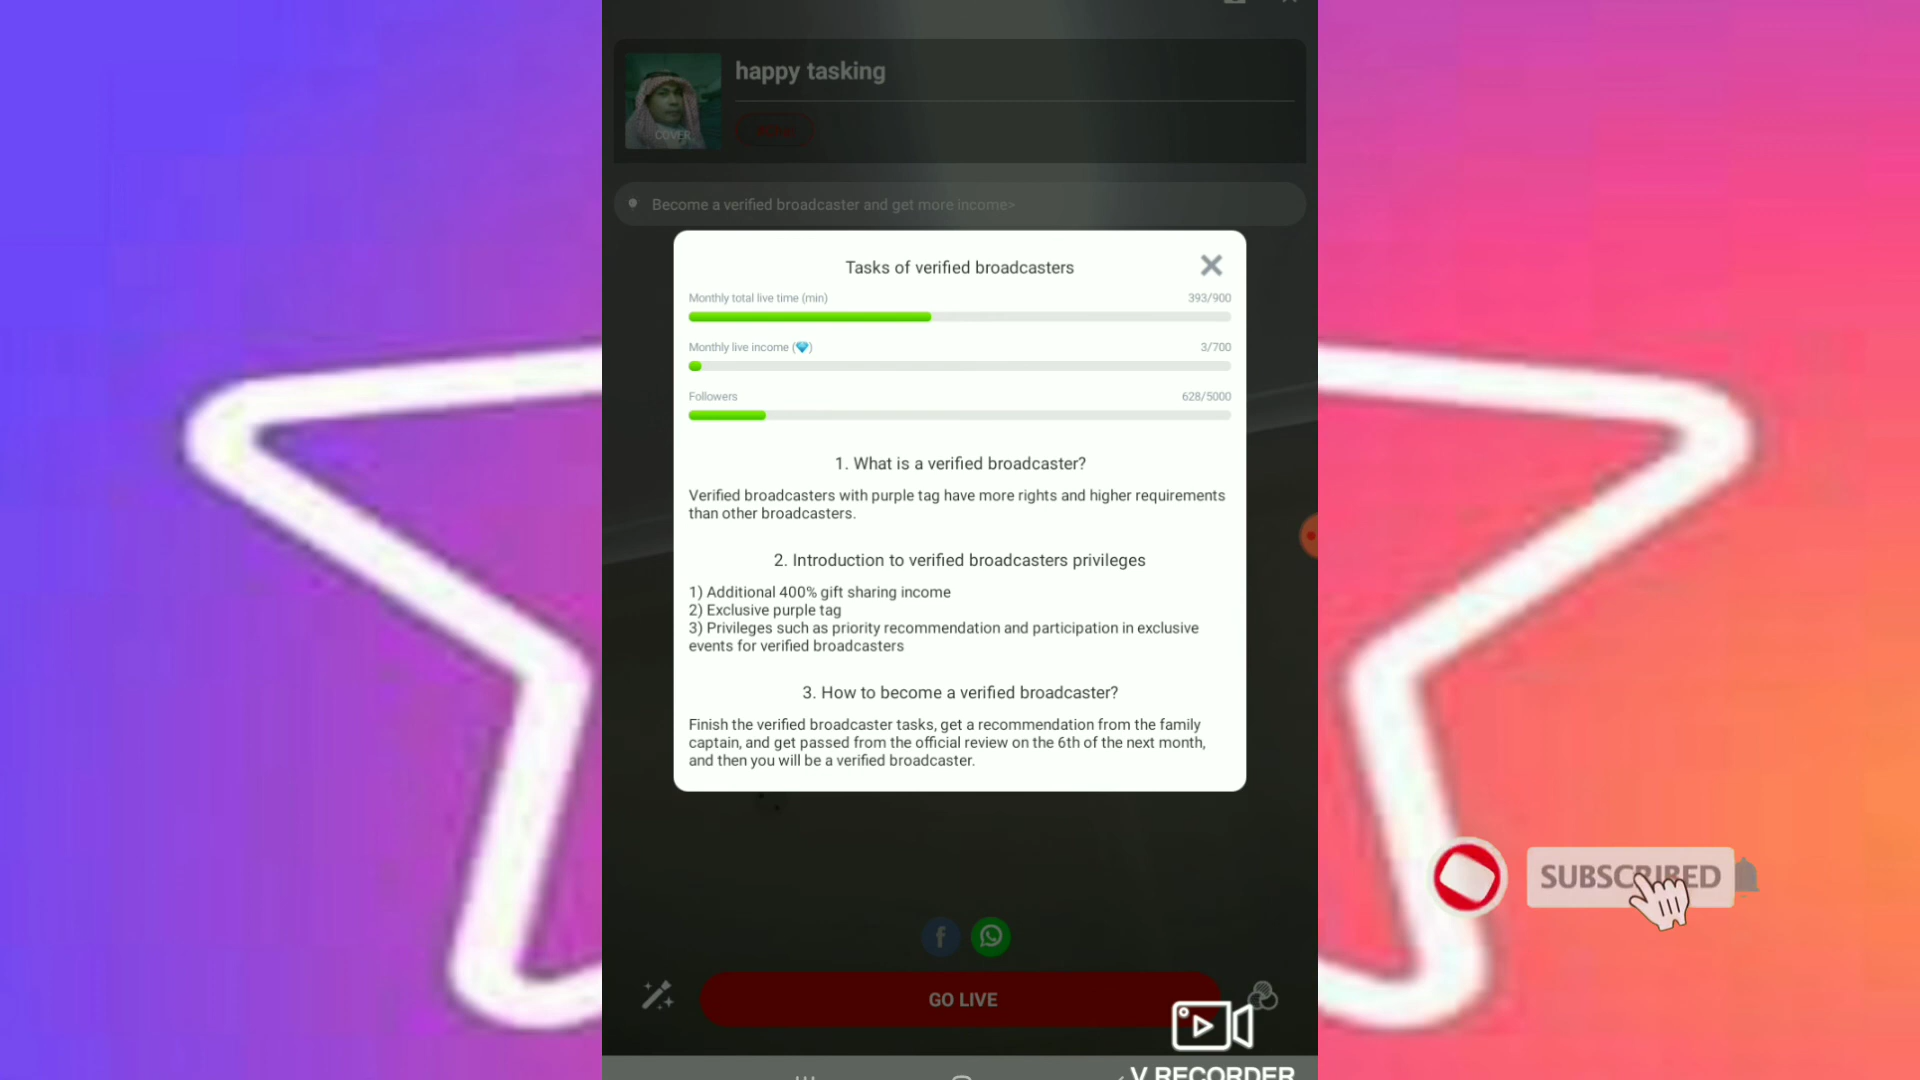 happy tasking
COVER
Become a verified broadcaster and get more income>
Tasks of verified broadcasters
Monthly total live time (min)
393/900
Monthly live income ( )
3/700
Followers
628/5000
1. What is a verified broadcaster?
Verified broadcasters with purple tag have more rights and higher requirements
than other broadcasters.
2. Introduction to verified broadcasters privileges
1) Additional 400% gift sharing income
2) Exclusive purple tag
3) Privileges such as priority recommendation and participation in exclusive
events for verified broadcasters
3. How to become a verified broadcaster?
Finish the verified broadcaster tasks, get a recommendation from the family
captain, and get passed from the official review on the 6th of the next month,
and then you will be a verified broadcaster.
SUBSCRIBED
GO LIVE
V RECORDER